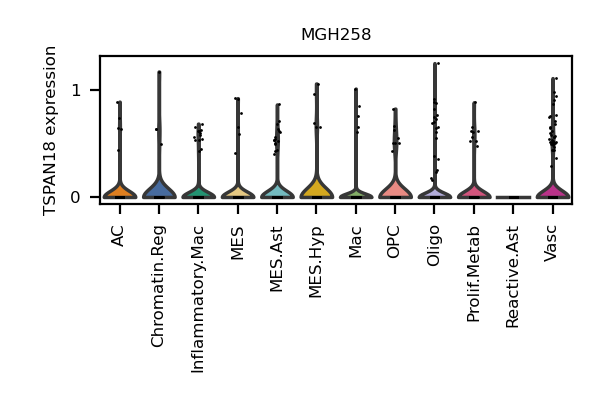 MGH258
TSPAN18 expression
1
0
AC
Chromatin.Reg
Inflammatory.Mac
MES
MES.Ast
MES.Hyp
Mac
OPC
Oligo
Prolif.Metab
Reactive.Ast
Vasc